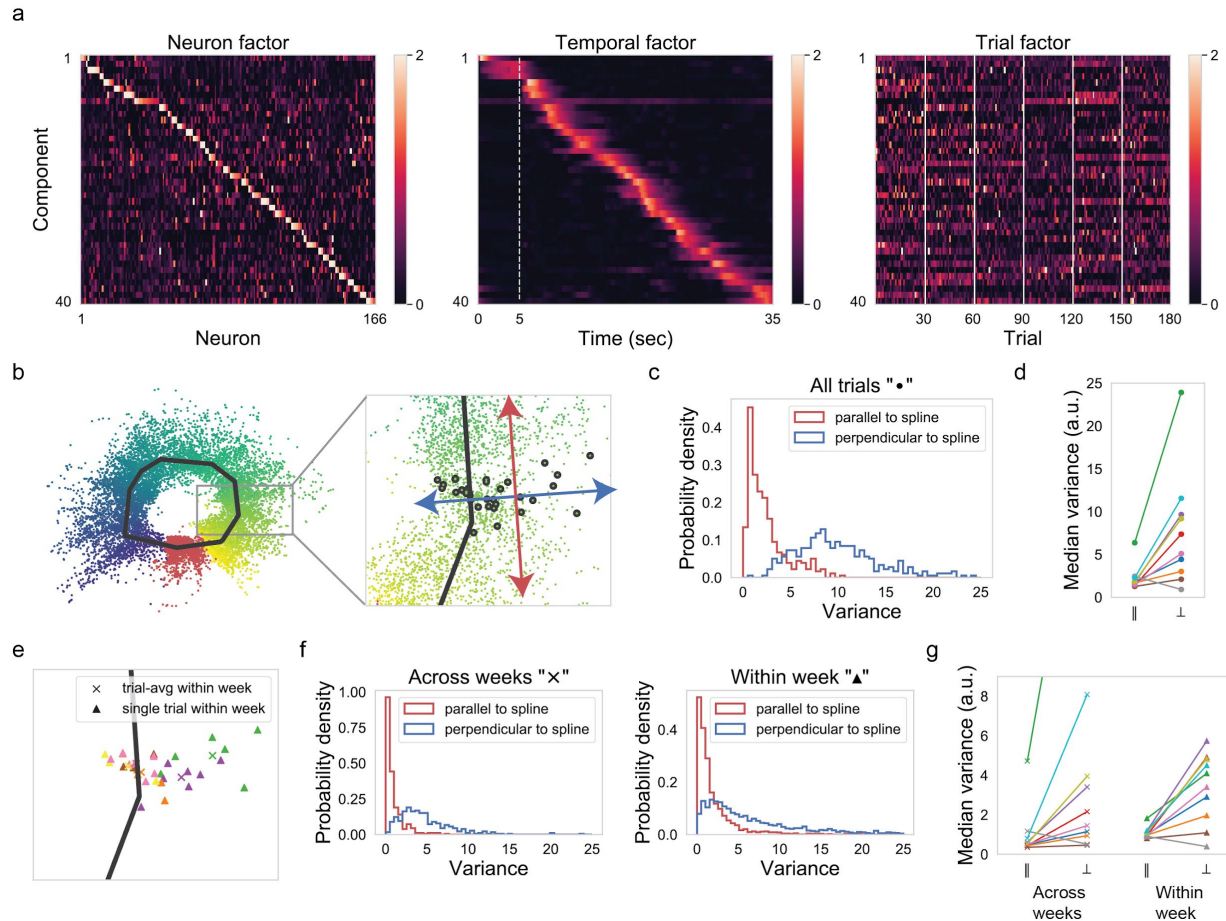 a
Neuron factor
Temporal factor
Trial factor
Component
1
40
1
166
Neuron
2
0
0
5
35
Time (sec)
2
0
1
40
30
60
90
120
150
180
Trial
2
0
b
c
All trials "•"
parallel to spline
perpendicular to spline
Probability density
0.4
0.3
0.2
0.1
0.0
0
5
10
15
20
25
Variance
d
Median variance (a.u.)
25
20
15
10
5
0
∥
⊥
e
trial-avg within week
single trial within week
f
Across weeks "×"
parallel to spline
perpendicular to spline
Probability density
1.00
0.75
0.50
0.25
0.00
0
5
10
15
20
25
Variance
Within week "▲"
parallel to spline
perpendicular to spline
Probability density
0.4
0.2
0.0
0
5
10
15
20
25
Variance
g
Median variance (a.u.)
8
6
4
2
0
∥
⊥
∥
⊥
Across
weeks
Within
week